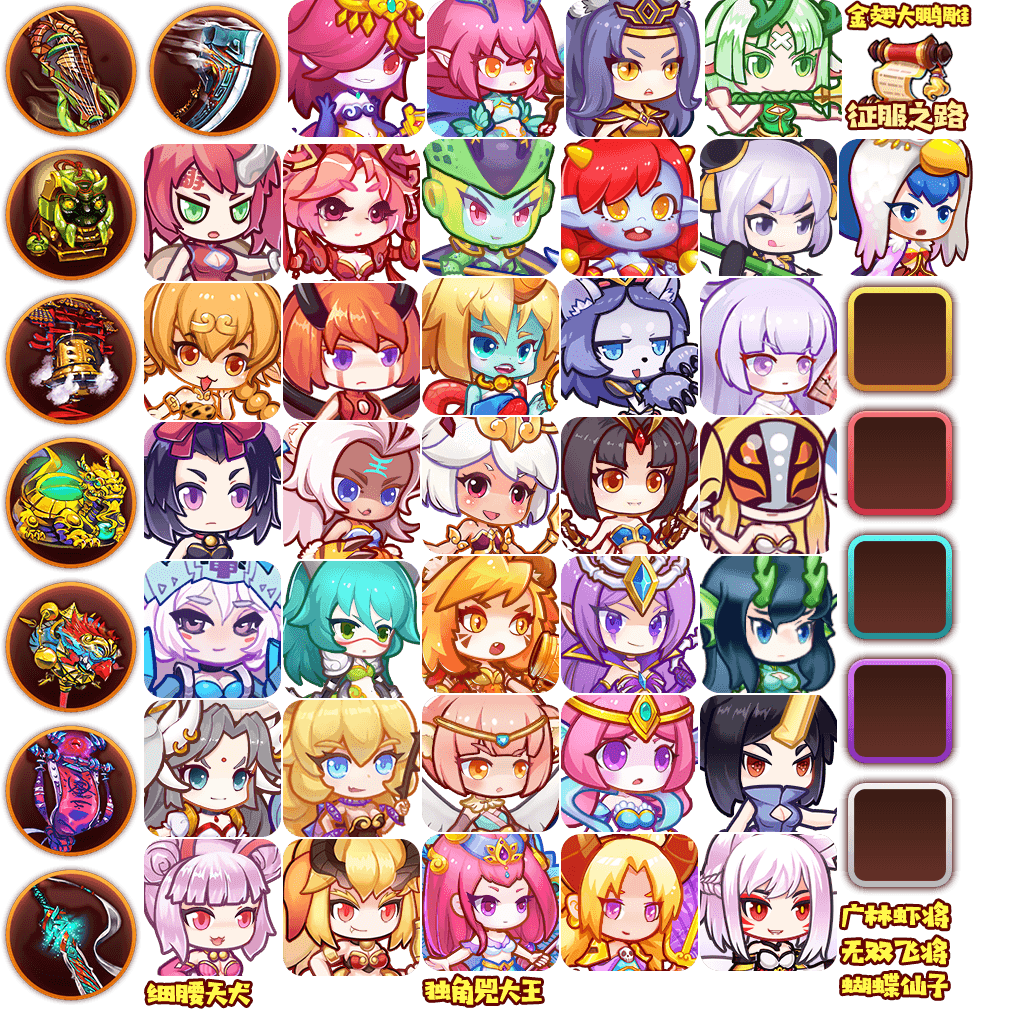 金翅大鹏雕
征服之路
广林虾将
无双飞将
蝴蝶仙子
细腰天犬
独角兕大王